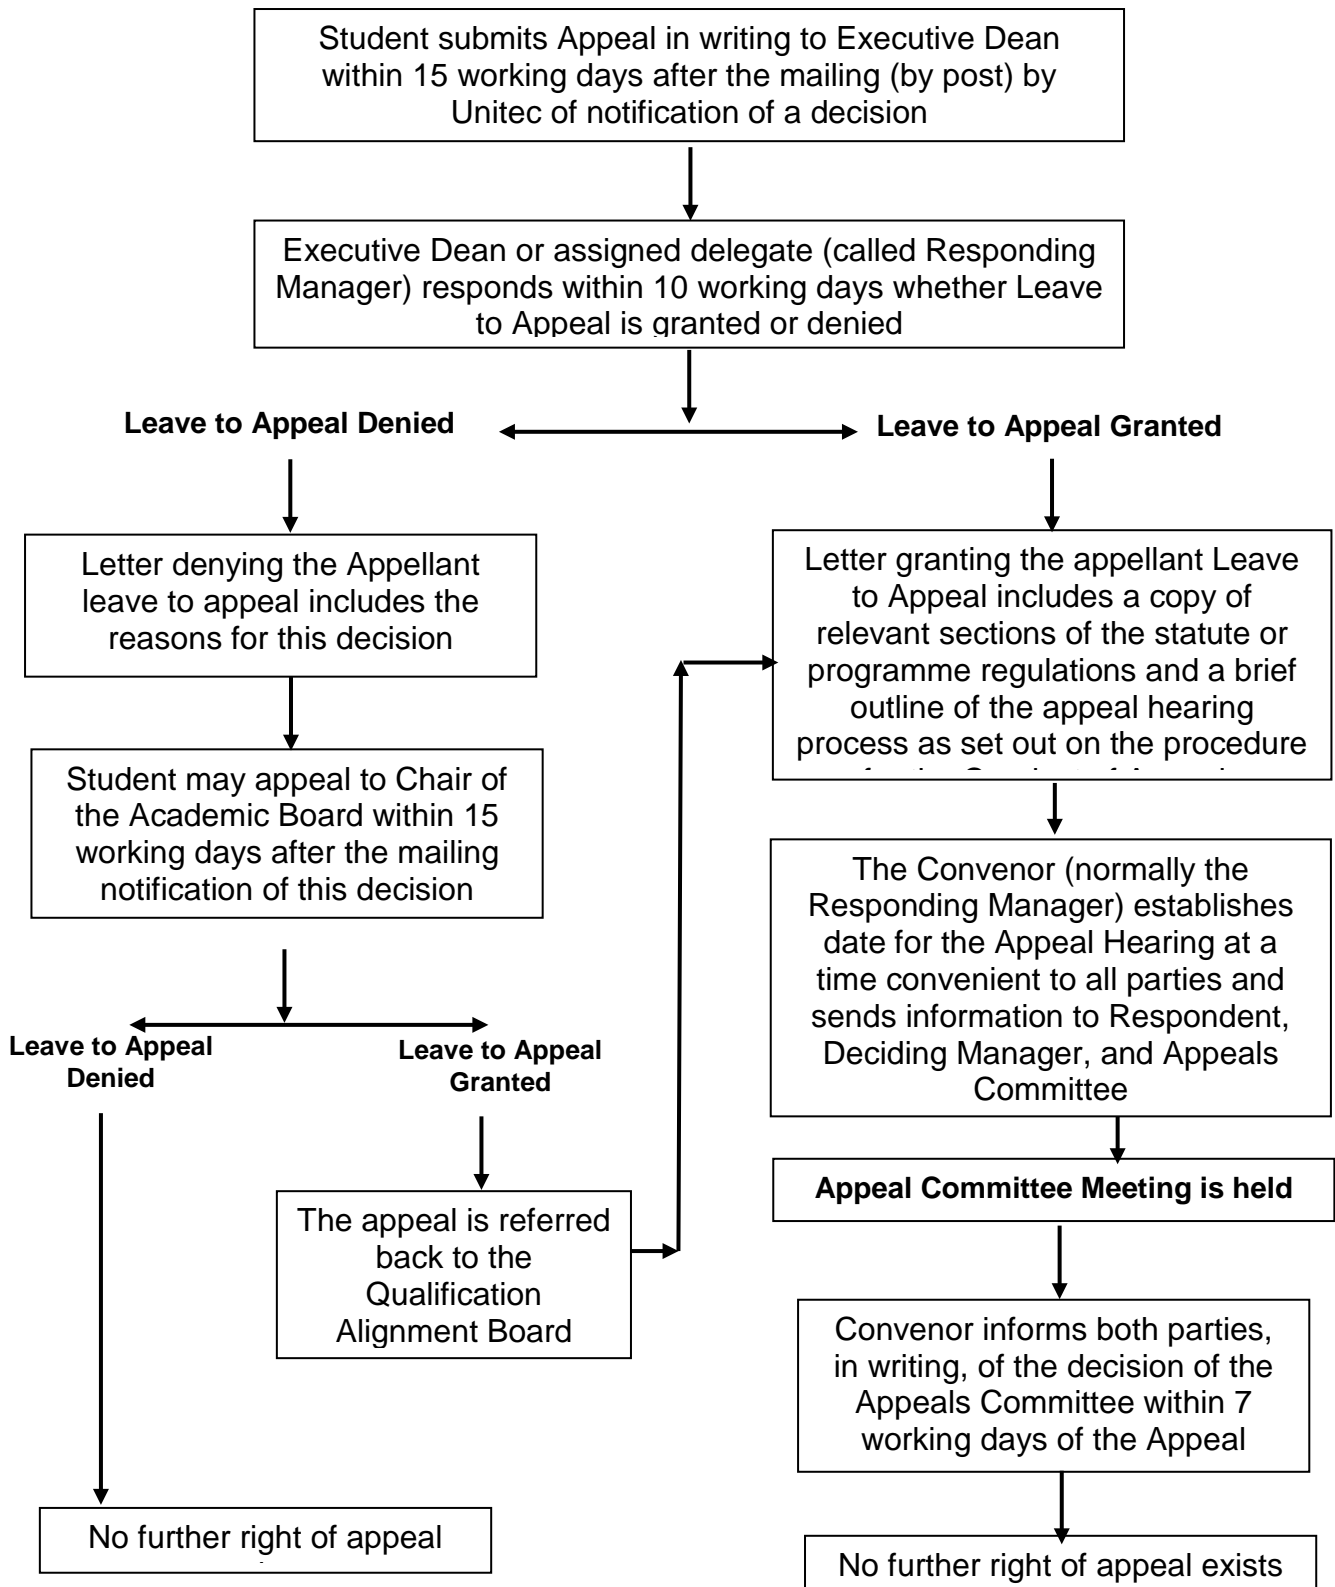 Student submits Appeal in writing to Executive Dean
within 15 working days after the mailing (by post) by
Unitec of notification of a decision
Executive Dean or assigned delegate (called Responding
Manager) responds within 10 working days whether Leave
to Appeal is granted or denied
Leave to Appeal Denied
Leave to Appeal Granted
Letter denying the Appellant
leave to appeal includes the
reasons for this decision
Student may appeal to Chair of
the Academic Board within 15
working days after the mailing
notification of this decision
Leave to Appeal
Denied
Leave to Appeal
Granted
The appeal is referred
back to the
Qualification
Alignment Board
No further right of appeal
Letter granting the appellant Leave
to Appeal includes a copy of
relevant sections of the statute or
programme regulations and a brief
outline of the appeal hearing
process as set out on the procedure
The Convenor (normally the
Responding Manager) establishes
date for the Appeal Hearing at a
time convenient to all parties and
sends information to Respondent,
Deciding Manager, and Appeals
Committee
Appeal Committee Meeting is held
Convenor informs both parties,
in writing, of the decision of the
Appeals Committee within 7
working days of the Appeal
No further right of appeal exists